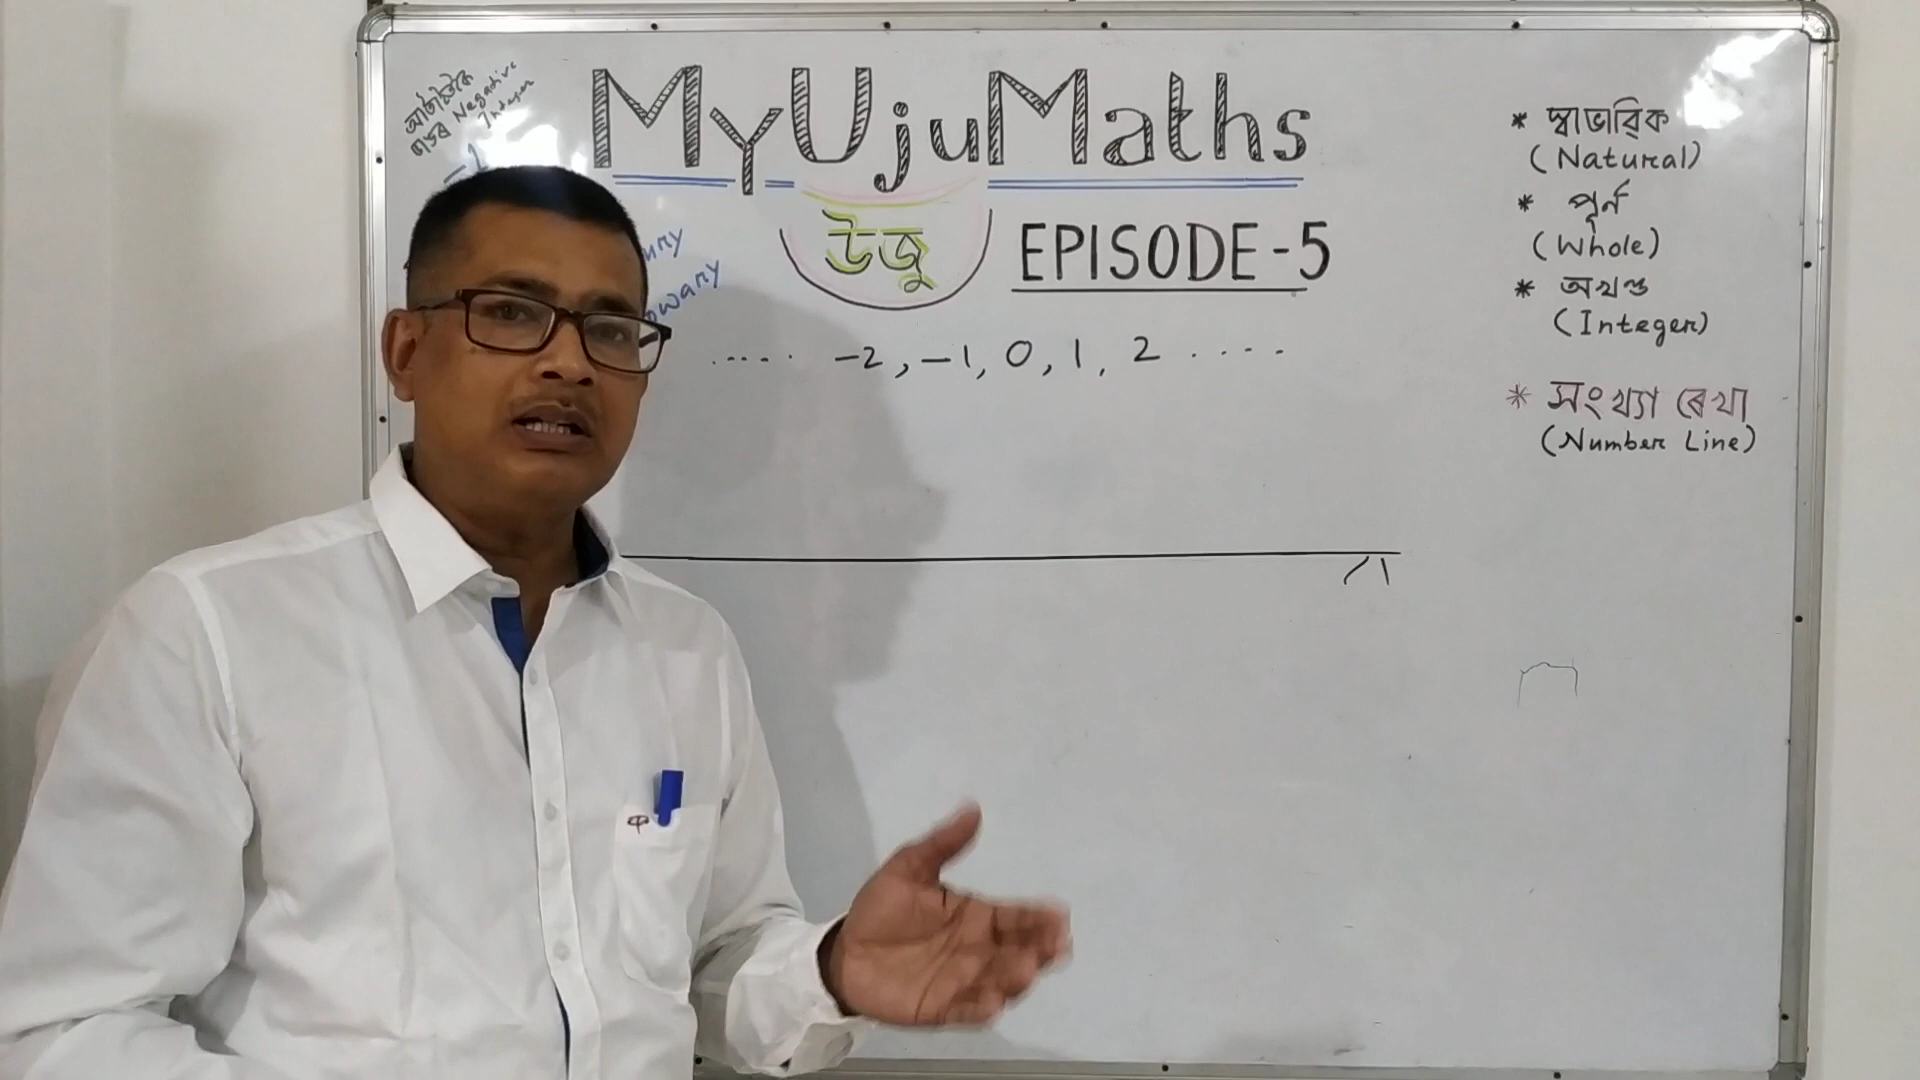 আটাইতকৈ
ডাঙৰ Negative
Integer
-1
MyUjuMaths
উজু
EPISODE-5
..... -2, -1, 0, 1, 2 ....
* স্বাভাৱিক
(Natural)
* পূৰ্ন
(Whole)
* অখণ্ড
(Integer)
* সংখ্যা ৰেখা
(Number Line)